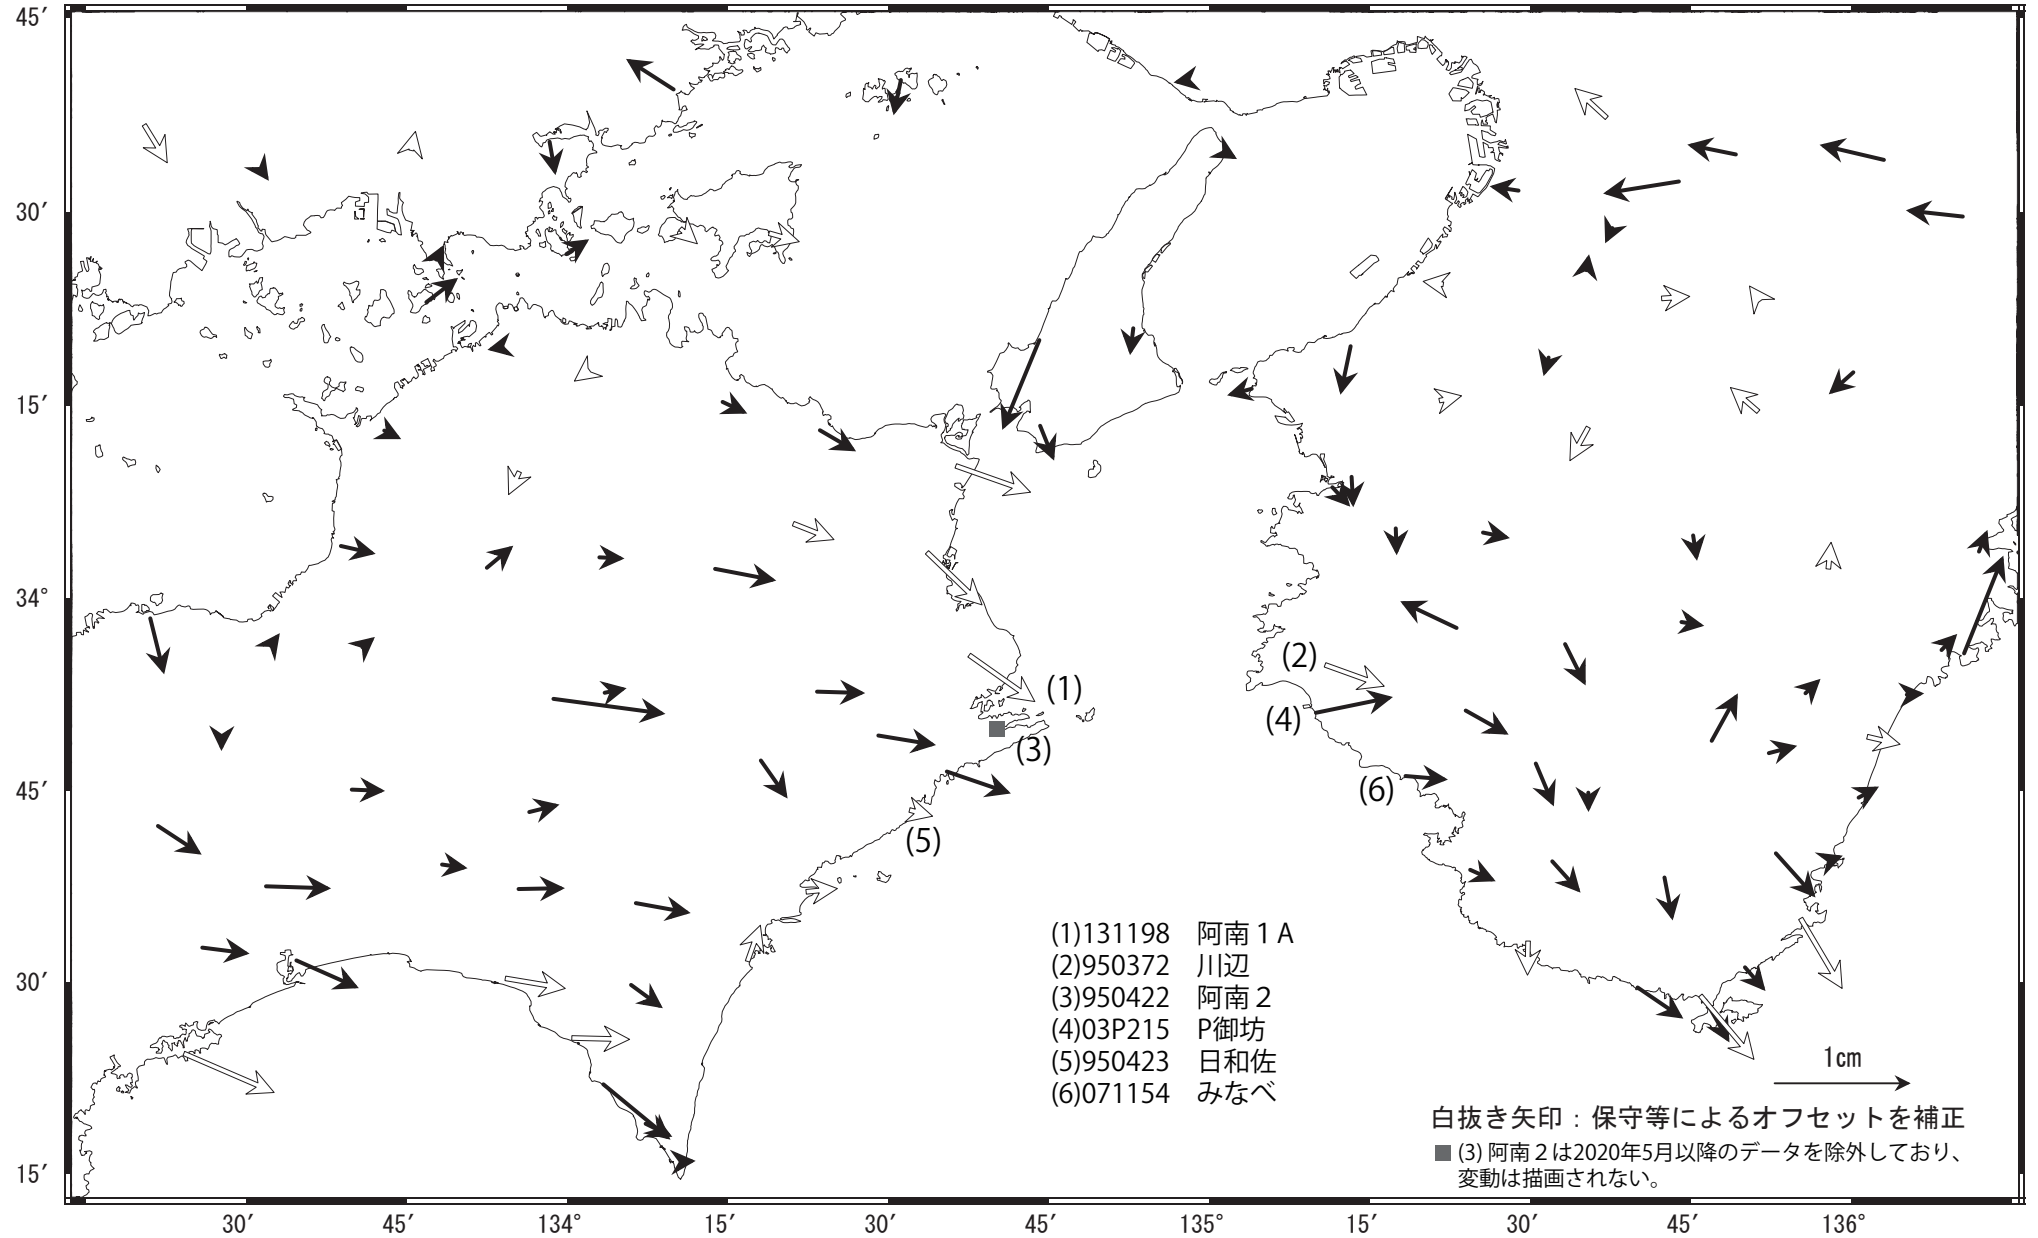 45′
30′
15′
34°
45′
30′
15′
(1)
(2)
(3)
(4)
(5)
(6)
(1)131198 阿南１A
(2)950372 川辺
(3)950422 阿南２
(4)03P215 P御坊
(5)950423 日和佐
(6)071154 みなべ
1cm
白抜き矢印：保守等によるオフセットを補正
(3) 阿南２は2020年5月以降のデータを除外しており、
変動は描画されない。
30′ 45′ 134° 15′ 30′ 45′ 135° 15′ 30′ 45′ 136°